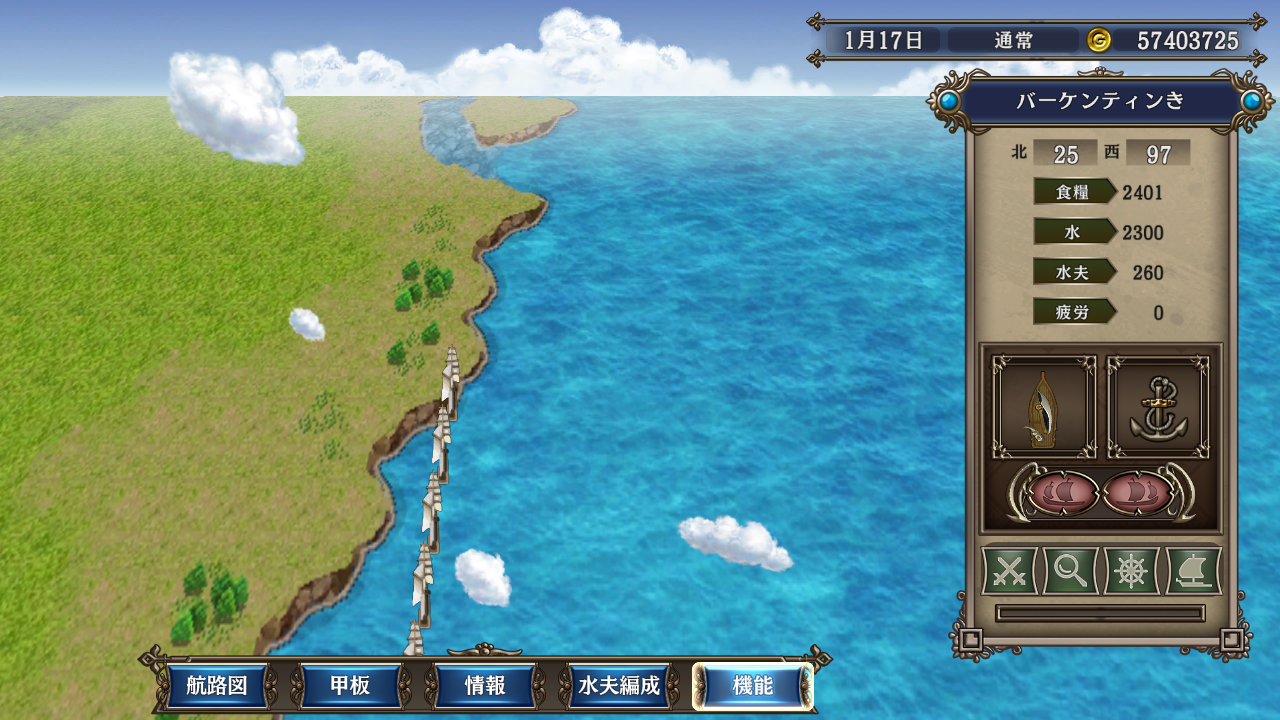 1月17日 通常 G 57403725
バーケンティンき
北 25 西 97
食糧 2401
水 2300
水夫 260
疲労 0
航路図 甲板 情報 水夫編成 機能